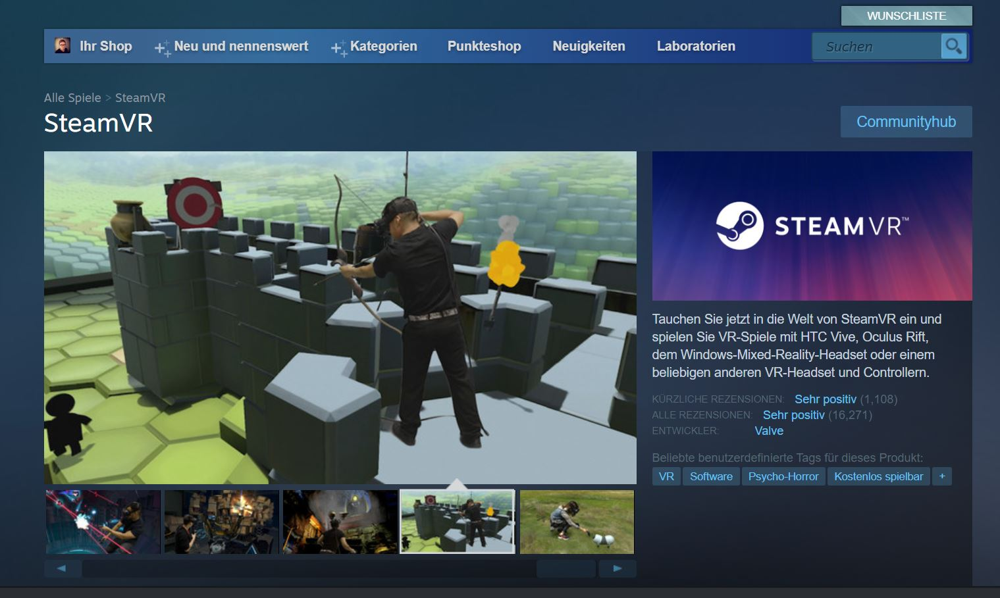 WUNSCHLISTE
Ihr Shop Neu und nennenswert Kategorien Punkteshop Neuigkeiten Laboratorien Suchen
Alle Spiele > SteamVR
SteamVR
Communityhub
STEAM VR™
Tauchen Sie jetzt in die Welt von SteamVR ein und
spielen Sie VR-Spiele mit HTC Vive, Oculus Rift,
dem Windows-Mixed-Reality-Headset oder einem
beliebigen anderen VR-Headset und Controllern.
KÜRZLICHE REZENSIONEN: Sehr positiv (1,108)
ALLE REZENSIONEN: Sehr positiv (16,271)
ENTWICKLER: Valve
Beliebte benutzerdefinierte Tags für dieses Produkt:
VR Software Psycho-Horror Kostenlos spielbar +